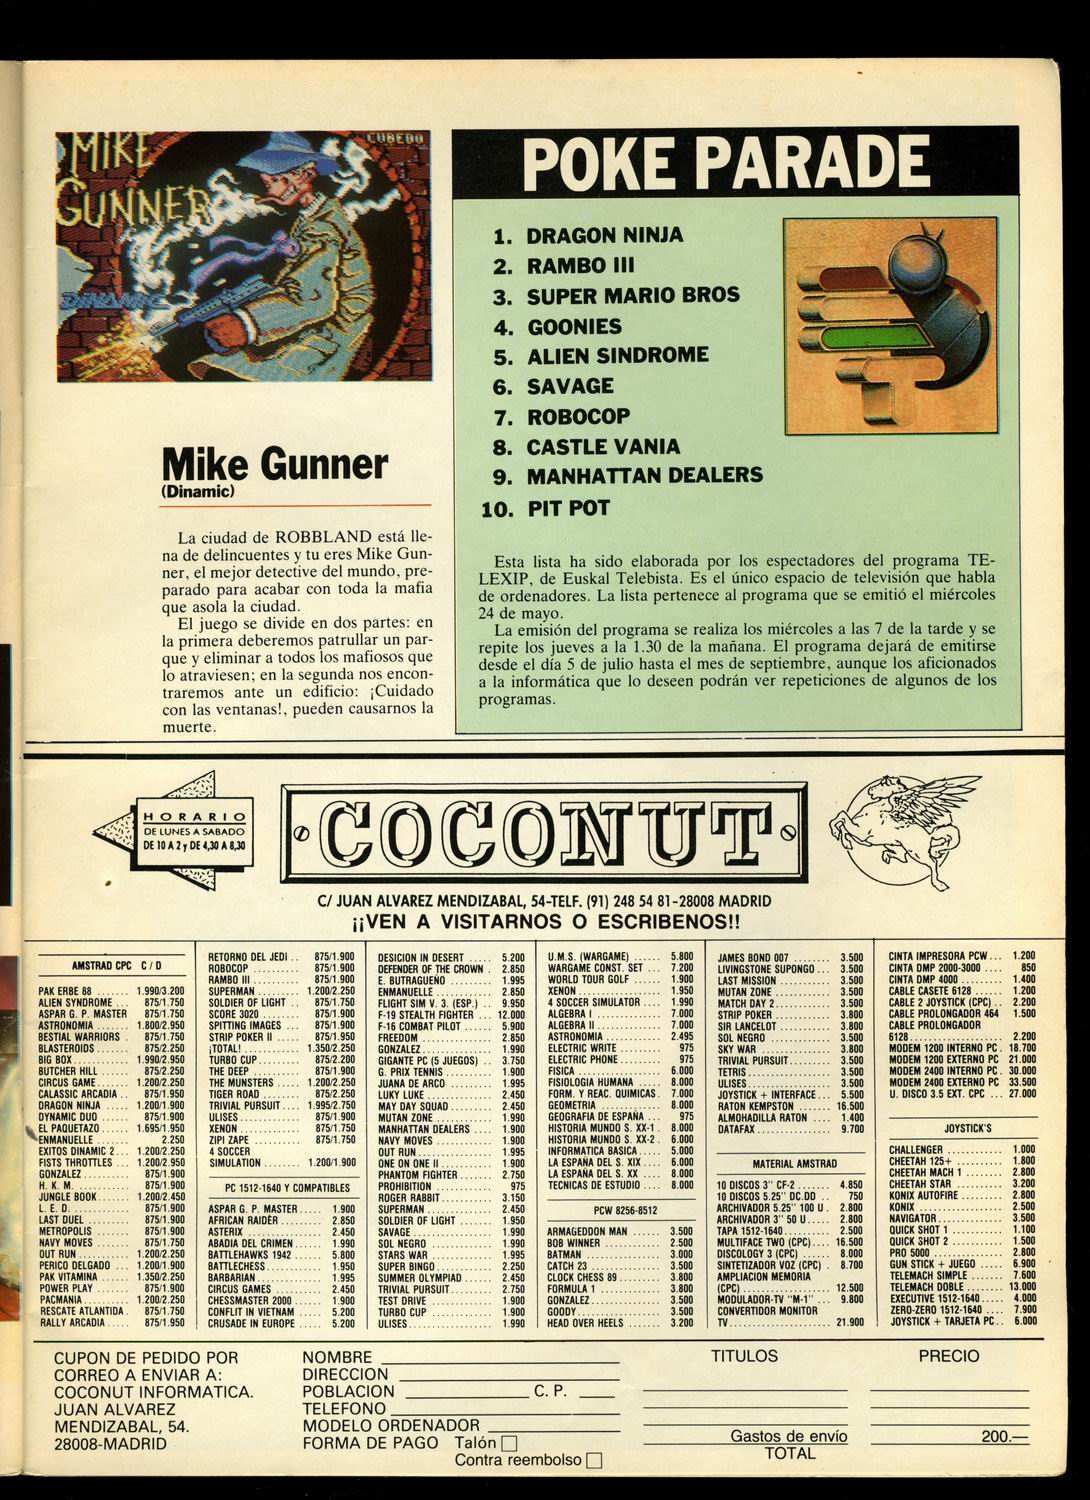 MIKE
GUNNER
CUBEDO
DINAMIC
Mike Gunner
(Dinamic)
La ciudad de ROBBLAND está lle-
na de delincuentes y tu eres Mike Gun-
ner, el mejor detective del mundo, pre-
parado para acabar con toda la mafia
que asola la ciudad.
El juego se divide en dos partes: en
la primera deberemos patrullar un par-
que y eliminar a todos los mafiosos que
lo atraviesen; en la segunda nos encon-
traremos ante un edificio: ¡Cuidado
con las ventanas!, pueden causarnos la
muerte.
POKE PARADE
1. DRAGON NINJA
2. RAMBO III
3. SUPER MARIO BROS
4. GOONIES
5. ALIEN SINDROME
6. SAVAGE
7. ROBOCOP
8. CASTLE VANIA
9. MANHATTAN DEALERS
10. PIT POT
Esta lista ha sido elaborada por los espectadores del programa TE-
LEXIP, de Euskal Telebista. Es el único espacio de televisión que habla
de ordenadores. La lista pertenece al programa que se emitió el miércoles
24 de mayo.
La emisión del programa se realiza los miércoles a las 7 de la tarde y se
repite los jueves a la 1.30 de la mañana. El programa dejará de emitirse
desde el día 5 de julio hasta el mes de septiembre, aunque los aficionados
a la informática que lo deseen podrán ver repeticiones de algunos de los
programas.
HORARIO
DE LUNES A SABADO
DE 10 A 2 y DE 4,30 A 8,30
COCONUT
C/ JUAN ALVAREZ MENDIZABAL, 54-TELF. (91) 248 54 81-28008 MADRID
¡¡VEN A VISITARNOS O ESCRIBENOS!!
AMSTRAD CPC C / D
PAK ERBE 88 .... 1.990/3.200
ALIEN SYNDROME ... 875/1.750
ASPAR G. P. MASTER 875/1.750
ASTRONOMIA ..... 1.800/2.950
BESTIAL WARRIORS . 875/1.750
BLASTEROIDS ...... 875/2.250
BIG BOX ........ 1.990/2.950
BUTCHER HILL ..... 875/2.250
CIRCUS GAME .... 1.200/2.250
CALASSIC ARCADIA . 875/1.950
DRAGON NINJA ... 1.200/1.900
DYNAMIC DUO ...... 875/1.900
EL PAQUETAZO ... 1.695/1.950
ENMANUELLE ........... 2.250
EXITOS DINAMIC 2 ... 1.200/2.250
FISTS THROTTLES ... 1.200/2.950
GONZALEZ ......... 875/1.900
H. K. M. ......... 875/1.900
JUNGLE BOOK .... 1.200/2.450
L. E. D. ......... 875/1.900
LAST DUEL ........ 875/1.900
METROPOLIS ....... 875/1.900
NAVY MOVES ....... 875/1.750
OUT RUN ........ 1.200/2.250
PERICO DELGADO . 1.200/1.900
PAK VITAMINA ... 1.350/2.250
POWER PLAY ....... 875/1.900
PACMANIA ....... 1.200/2.250
RESCATE ATLANTIDA . 875/1.750
RALLY ARCADIA .... 875/1.950
RETORNO DEL JEDI .. 875/1.900
ROBOCOP .......... 875/1.900
RAMBO III ........ 875/1.900
SUPERMAN ....... 1.200/2.250
SOLDIER OF LIGHT . 875/1.750
SCORE 3020 ....... 875/1.900
SPITTING IMAGES .. 875/1.900
STRIP POKER II ... 875/1.950
¡TOTAL! ........ 1.350/2.250
TURBO CUP ........ 875/2.200
THE DEEP ......... 875/1.900
THE MUNSTERS ... 1.200/2.250
TIGER ROAD ....... 875/2.250
TRIVIAL PURSUIT .. 1.995/2.750
ULISES ........... 875/1.900
XENON ............ 875/1.750
ZIPI ZAPE ........ 875/1.750
4 SOCCER
SIMULATION ..... 1.200/1.900
PC 1512-1640 Y COMPATIBLES
ASPAR G. P. MASTER ... 1.900
AFRICAN RAIDER ....... 2.850
ASTERIX .............. 2.450
ABADIA DEL CRIMEN .... 1.990
BATTLEHAWKS 1942 ..... 5.800
BATTLECHESS .......... 1.950
BARBARIAN ............ 1.995
CIRCUS GAMES ......... 2.450
CHESSMASTER 2000 ..... 1.900
CONFLIT IN VIETNAM ... 5.200
CRUSADE IN EUROPE .... 5.200
DESICION IN DESERT ... 5.200
DEFENDER OF THE CROWN . 2.850
E. BUTRAGUEÑO ........ 1.995
ENMANUELLE ........... 2.850
FLIGHT SIM V. 3. (ESP.) .. 9.950
F-19 STEALTH FIGHTER .. 12.000
F-16 COMBAT PILOT .... 5.900
FREEDOM .............. 2.850
GONZALEZ ............. 1.990
GIGANTE PC (5 JUEGOS) .. 3.750
G. PRIX TENNIS ....... 1.900
JUANA DE ARCO ........ 1.995
LUKY LUKE ............ 2.450
MAY DAY SQUAD ........ 2.450
MUTAN ZONE ........... 1.990
MANHATTAN DEALERS .... 1.900
NAVY MOVES ........... 1.900
OUT RUN .............. 1.995
ONE ON ONE II ........ 1.900
PHANTOM FIGHTER ...... 2.750
PROHIBITION ............ 975
ROGER RABBIT ......... 3.150
SUPERMAN ............. 2.450
SOLDIER OF LIGHT ..... 1.950
SAVAGE ............... 1.990
SOL NEGRO ............ 1.990
STARS WAR ............ 1.995
SUPER BINGO .......... 2.250
SUMMER OLYMPIAD ...... 2.450
TRIVIAL PURSUIT ...... 2.750
TEST DRIVE ........... 1.900
TURBO CUP ............ 1.900
ULISES ............... 1.990
U.M.S. (WARGAME) ..... 5.800
WARGAME CONST. SET ... 7.200
WORLD TOUR GOLF ...... 1.900
XENON ................ 1.950
4 SOCCER SIMULATOR ... 1.990
ALGEBRA I ............ 7.000
ALGEBRA II ........... 7.000
ASTRONOMIA ........... 2.495
ELECTRIC WRITE ......... 975
ELECTRIC PHONE ......... 975
FISICA ............... 6.000
FISIOLOGIA HUMANA .... 8.000
FORM. Y REAC. QUIMICAS . 7.000
GEOMETRIA ............ 8.000
GEOGRAFIA DE ESPAÑA .... 975
HISTORIA MUNDO S. XX-1 . 8.000
HISTORIA MUNDO S. XX-2 . 6.000
INFORMATICA BASICA ... 5.000
LA ESPAÑA DEL S. XIX . 6.000
LA ESPAÑA DEL S. XX .. 8.000
TECNICAS DE ESTUDIO .. 8.000
PCW 8256-8512
ARMAGEDDON MAN ....... 3.500
BOB WINNER ........... 2.500
BATMAN ............... 3.000
CATCH 23 ............. 3.500
CLOCK CHESS 89 ....... 3.800
FORMULA 1 ............ 3.800
GONZALEZ ............. 3.500
GOODY ................ 3.500
HEAD OVER HEELS ...... 3.200
JAMES BOND 007 ....... 3.500
LIVINGSTONE SUPONGO .. 3.500
LAST MISSION ......... 3.500
MUTAN ZONE ........... 3.500
MATCH DAY 2 .......... 3.500
STRIP POKER .......... 3.800
SIR LANCELOT ......... 3.800
SOL NEGRO ............ 3.500
SKY WAR .............. 3.800
TRIVIAL PURSUIT ...... 3.500
TETRIS ............... 3.500
ULISES ............... 3.500
JOYSTICK + INTERFACE . 5.500
RATON KEMPSTON ...... 16.500
ALMOHADILLA RATON .... 1.400
DATAFAX .............. 9.700
MATERIAL AMSTRAD
10 DISCOS 3" CF-2 .... 4.850
10 DISCOS 5.25" DC.DD .. 750
ARCHIVADOR 5.25" 100 U . 2.800
ARCHIVADOR 3" 50 U ... 2.800
TAPA 1512-1640 ....... 2.500
MULTIFACE TWO (CPC) . 16.500
DISCOLOGY 3 (CPC) .... 8.000
SINTETIZADOR VOZ (CPC) . 8.700
AMPLIACION MEMORIA
(CPC) ............... 12.500
MODULADOR-TV "M-1" ... 9.800
CONVERTIDOR MONITOR
TV .................. 21.900
CINTA IMPRESORA PCW .. 1.200
CINTA DMP 2000-3000 .... 850
CINTA DMP 4000 ....... 1.400
CABLE CASETE 6128 .... 1.200
CABLE 2 JOYSTICK (CPC) .. 2.200
CABLE PROLONGADOR 464 1.500
CABLE PROLONGADOR
6128 ................. 2.200
MODEM 1200 INTERNO PC . 18.700
MODEM 1200 EXTERNO PC 21.000
MODEM 2400 INTERNO PC . 30.000
MODEM 2400 EXTERNO PC 33.500
U. DISCO 3.5 EXT. CPC ... 27.000
JOYSTICK'S
CHALLENGER ........... 1.000
CHEETAH 125+ ......... 1.800
CHEETAH MACH 1 ....... 2.800
CHEETAH STAR ......... 3.200
KONIX AUTOFIRE ....... 2.800
KONIX ................ 2.500
NAVIGATOR ............ 3.500
QUICK SHOT 1 ......... 1.100
QUICK SHOT 2 ......... 1.500
PRO 5000 ............. 2.800
GUN STICK + JUEGO .... 6.900
TELEMACH SIMPLE ...... 7.600
TELEMACH DOBLE ...... 13.000
EXECUTIVE 1512-1640 .. 4.000
ZERO-ZERO 1512-1640 .. 7.900
JOYSTICK + TARJETA PC .. 6.000
CUPON DE PEDIDO POR
CORREO A ENVIAR A:
COCONUT INFORMATICA.
JUAN ALVAREZ
MENDIZABAL, 54.
28008-MADRID
NOMBRE
DIRECCION
POBLACION C. P.
TELEFONO
MODELO ORDENADOR
FORMA DE PAGO Talón
Contra reembolso
TITULOS PRECIO
Gastos de envío 200.—
TOTAL